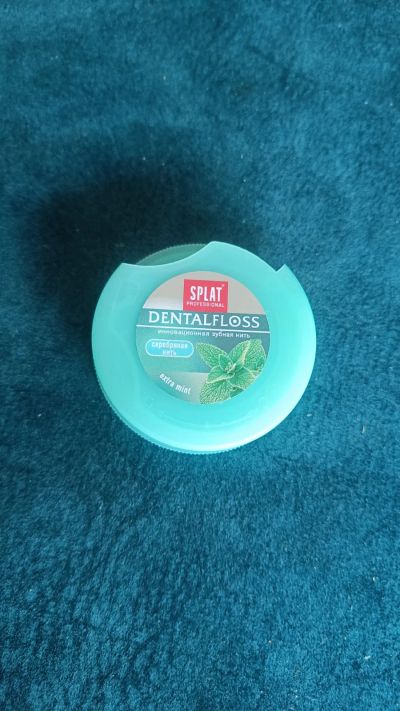 SPLAT
PROFESSIONAL
DENTALFLOSS
инновационная зубная нить
серебряная
нить
extra mint